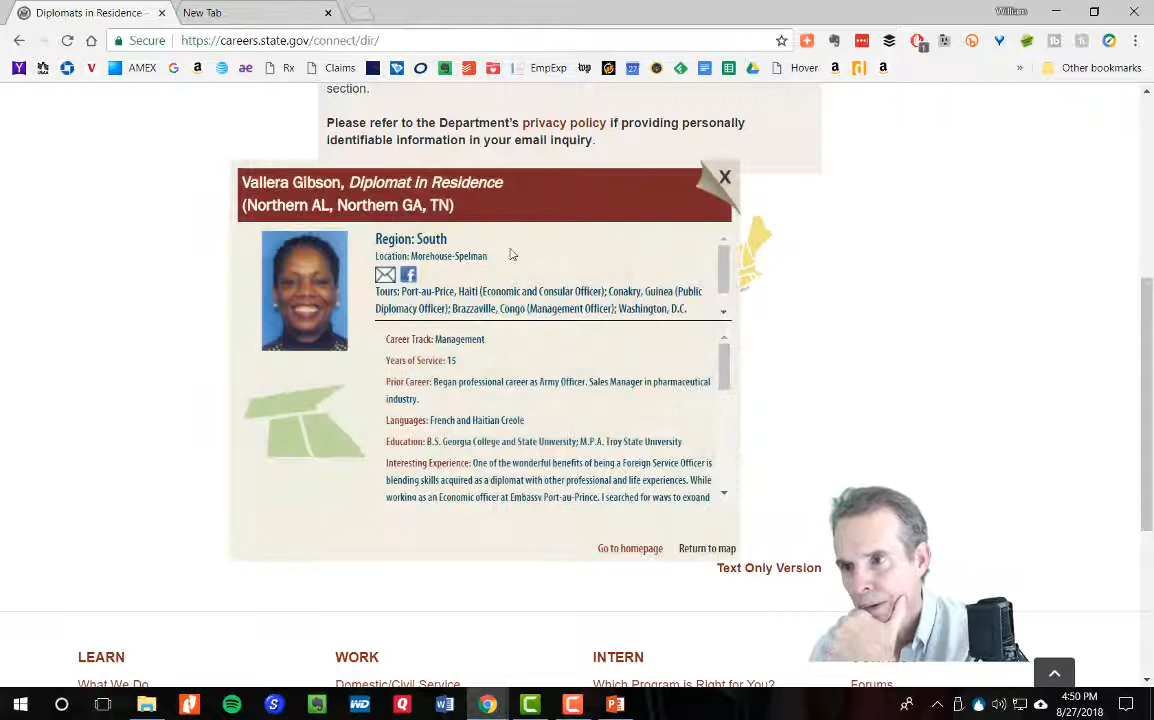 Diplomats in Residence –
New Tab
William
Secure
https://careers.state.gov/connect/dir/
AMEX
Rx
Claims
EmpExp
27
Hover
Other bookmarks
section.
Please refer to the Department's privacy policy if providing personally
identifiable information in your email inquiry.
Vallera Gibson, Diplomat in Residence
(Northern AL, Northern GA, TN)
X
Region: South
Location: Morehouse-Spelman
Tours: Port-au-Prince, Haiti (Economic and Consular Officer); Conakry, Guinea (Public
Diplomacy Officer); Brazzaville, Congo (Management Officer); Washington, D.C.
Career Track: Management
Years of Service: 15
Prior Career: Began professional career as Army Officer. Sales Manager in pharmaceutical
industry.
Languages: French and Haitian Creole
Education: B.S. Georgia College and State University; M.P.A. Troy State University
Interesting Experience: One of the wonderful benefits of being a Foreign Service Officer is
blending skills acquired as a diplomat with other professional and life experiences. While
working as an Economic officer at Embassy Port-au-Prince, I searched for ways to expand
Go to homepage
Return to map
Text Only Version
LEARN
WORK
INTERN
What We Do
Domestic/Civil Service
Which Program is Right for You?
Forums
4:50 PM
8/27/2018